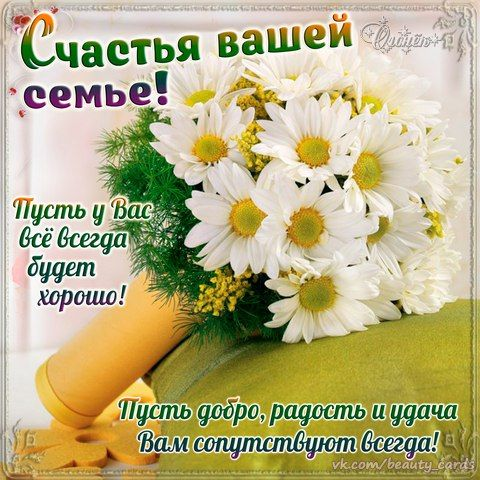 Счастья вашей
семье!
Пусть у Вас
всё всегда
будет
хорошо!
Пусть добро, радость и удача
Вам сопутствуют всегда!
vk.com/beauty_cards